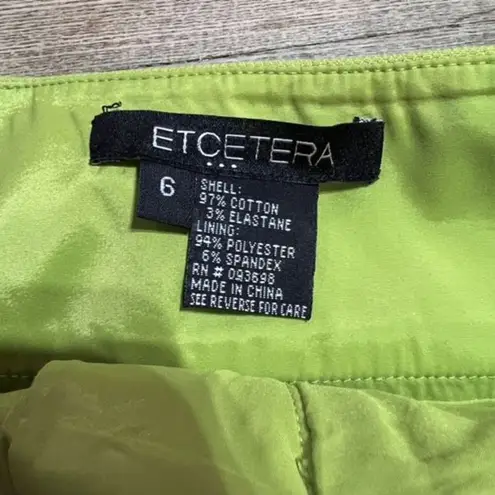 ETCETERA
...
6
SHELL:
97% COTTON
3% ELASTANE
LINING:
94% POLYESTER
6% SPANDEX
RN # 093698
MADE IN CHINA
SEE REVERSE FOR CARE